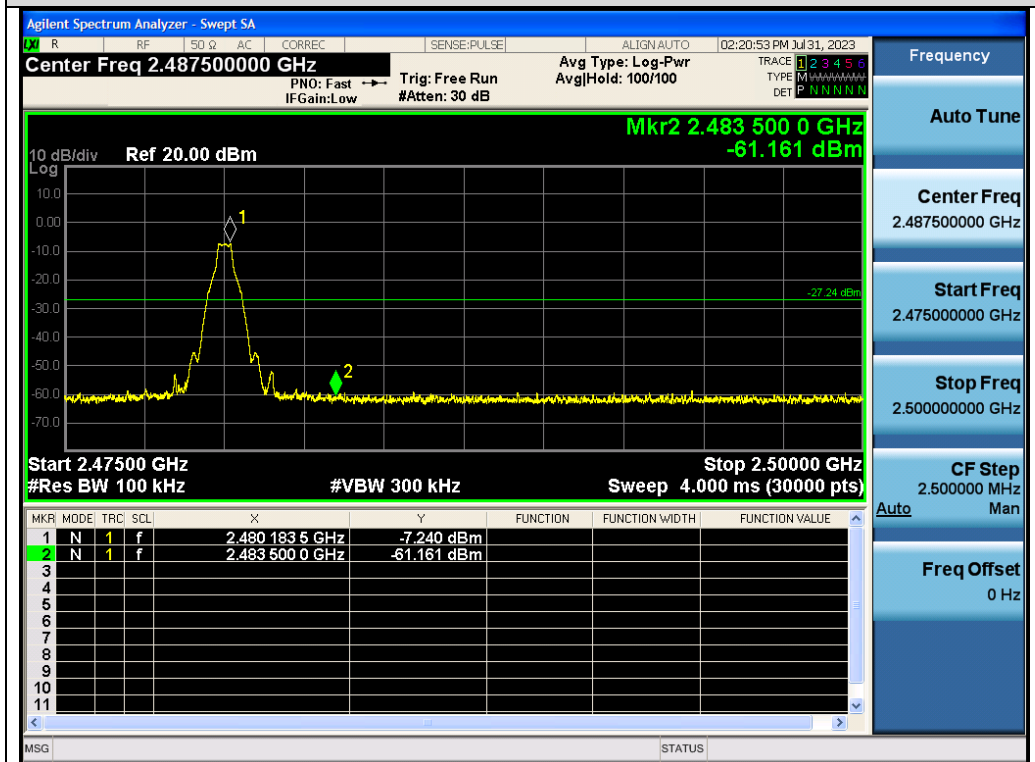 Agilent Spectrum Analyzer - Swept SA
LXI R RF 50 Ω AC CORREC SENSE:PULSE ALIGN AUTO 02:20:53 PM Jul 31, 2023
Center Freq 2.487500000 GHz
PNO: Fast
IFGain:Low
Trig: Free Run
#Atten: 30 dB
Avg Type: Log-Pwr
Avg|Hold: 100/100
TRACE 1 2 3 4 5 6
TYPE M
DET P N N N N N
Mkr2 2.483 500 0 GHz
-61.161 dBm
10 dB/div
Log
Ref 20.00 dBm
10.0
0.00
-10.0
-20.0
-30.0
-40.0
-50.0
-60.0
-70.0
1
-27.24 dBm
2
Start 2.47500 GHz Stop 2.50000 GHz
#Res BW 100 kHz #VBW 300 kHz Sweep 4.000 ms (30000 pts)
MKR MODE TRC SCL X Y FUNCTION FUNCTION WIDTH FUNCTION VALUE
1 N 1 f 2.480 183 5 GHz -7.240 dBm
2 N 1 f 2.483 500 0 GHz -61.161 dBm
3
4
5
6
7
8
9
10
11
MSG STATUS
Frequency
Auto Tune
Center Freq
2.487500000 GHz
Start Freq
2.475000000 GHz
Stop Freq
2.500000000 GHz
CF Step
2.500000 MHz
Auto Man
Freq Offset
0 Hz